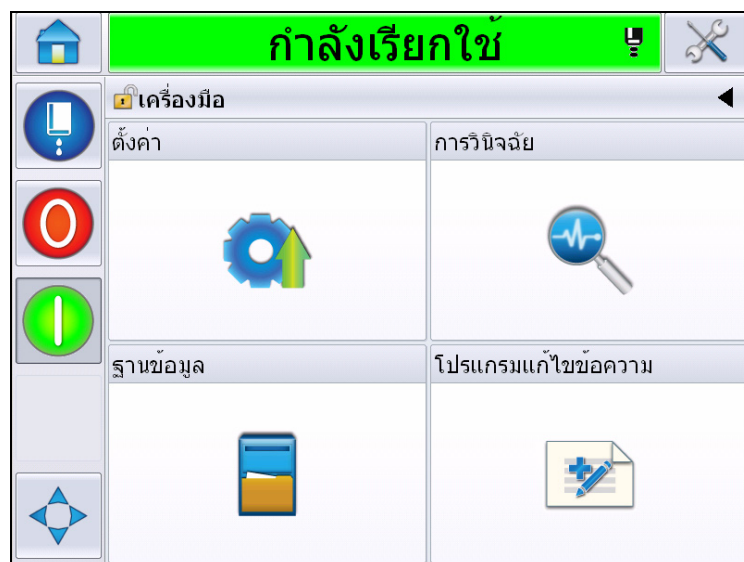 กำลังเรียกใช้
เครื่องมือ
ตั้งค่า
การวินิจฉัย
ฐานข้อมูล
โปรแกรมแก้ไขข้อความ